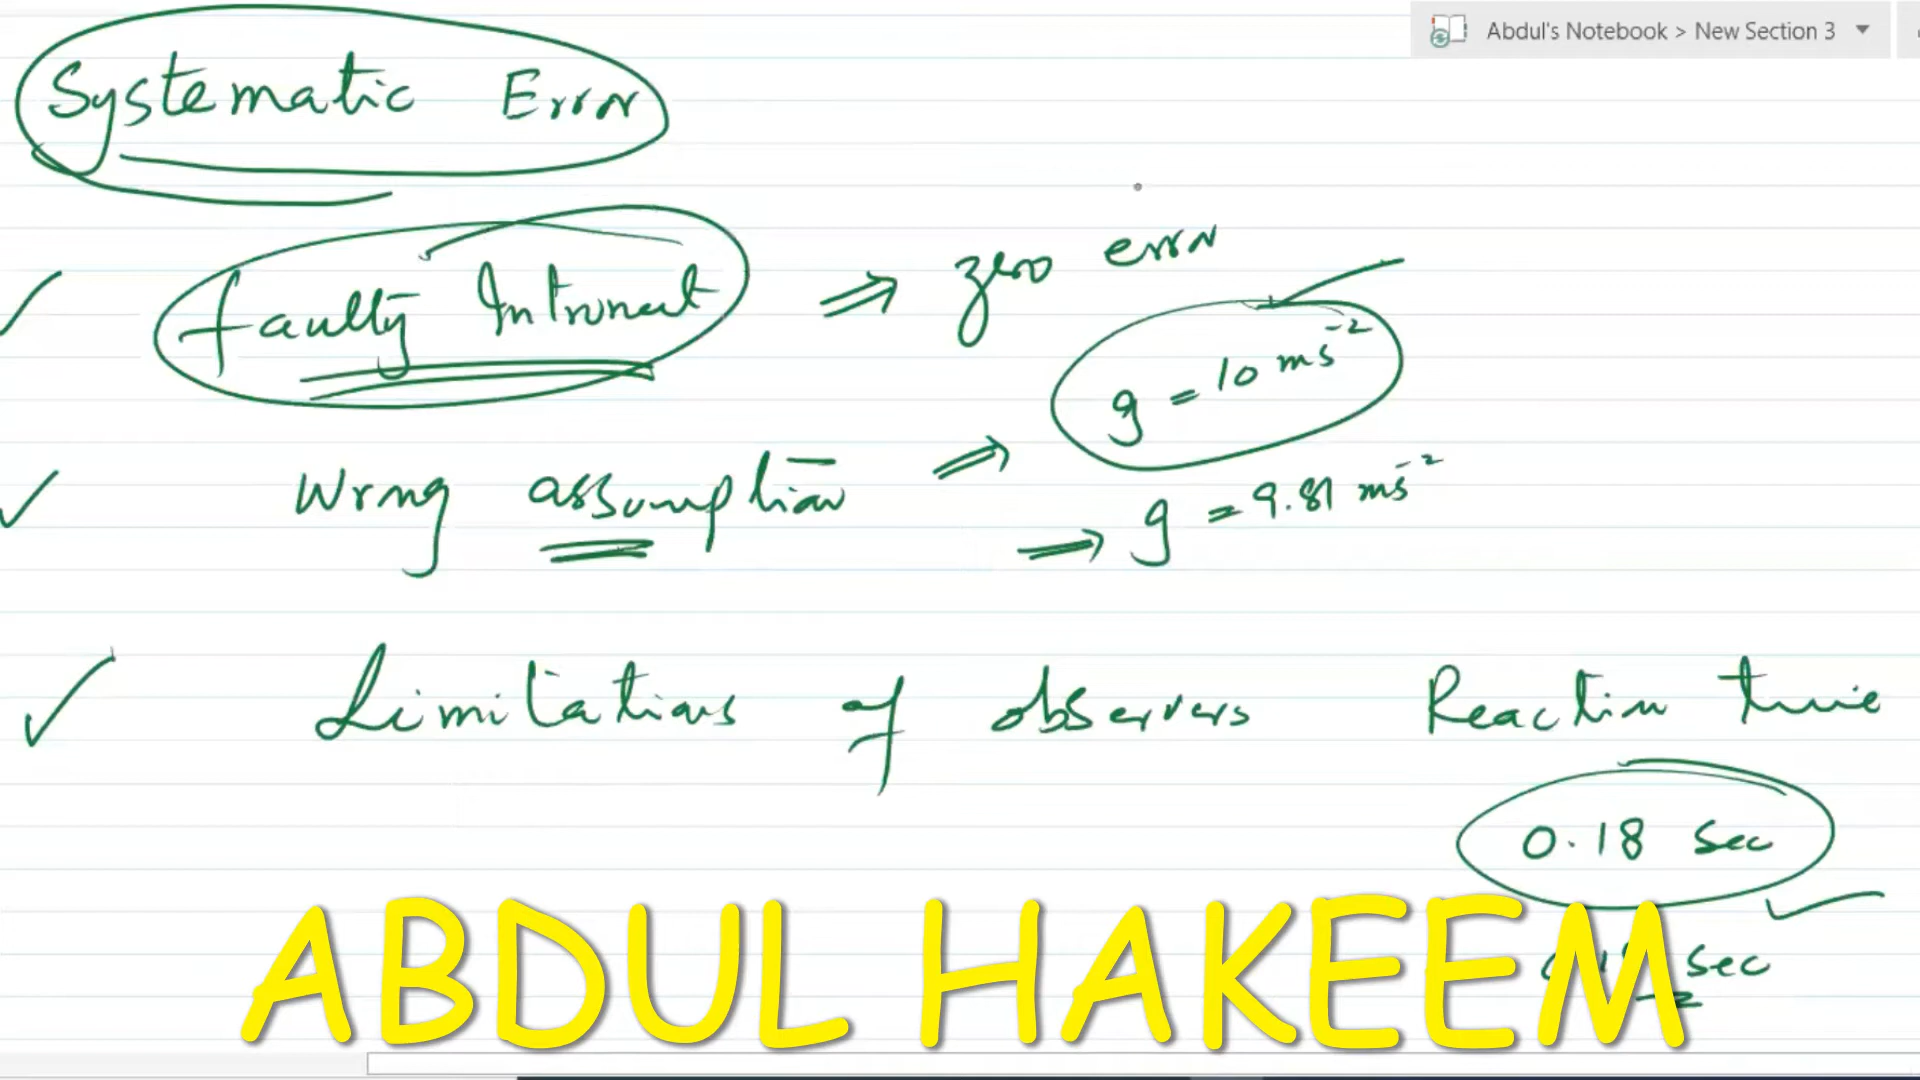 Abdul's Notebook > New Section 3
Systematic Error
faulty Intrument ⇒ zero error
g = 10 ms⁻²
Wrong assumption ⇒
⇒ g = 9.81 ms⁻²
Limitations of observers Reaction time
0.18 sec
sec
ABDUL HAKEEM